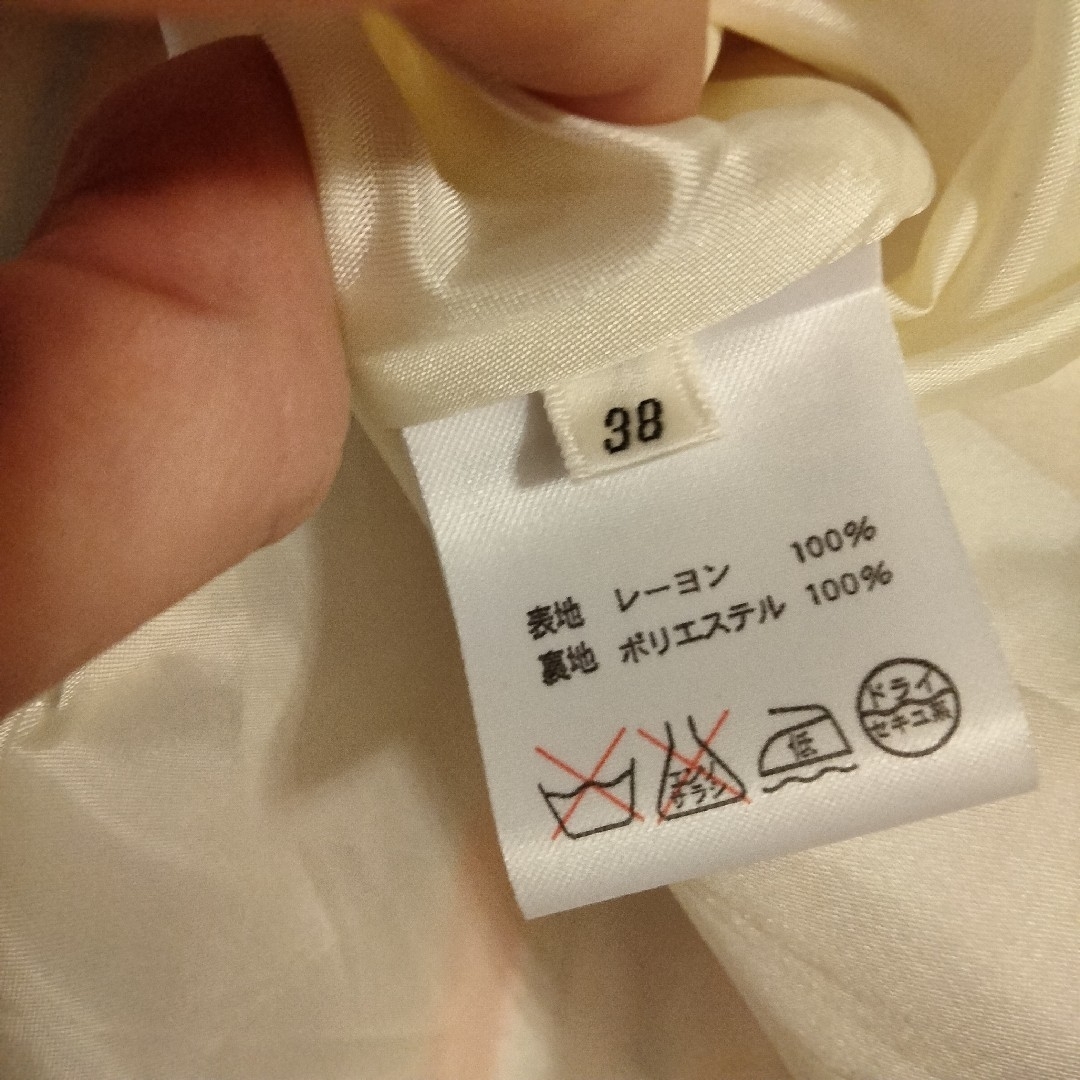 38
表地 レーヨン 100%
裏地 ポリエステル 100%
エンソ
サラシ
低
ドライ
セキユ系